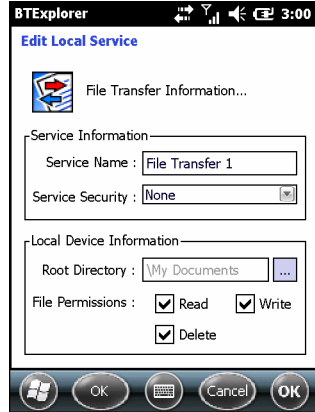 BTExplorer 3:00
Edit Local Service
File Transfer Information...
Service Information
Service Name : File Transfer 1
Service Security : None
Local Device Information
Root Directory : \My Documents ...
File Permissions : Read Write
Delete
OK Cancel OK